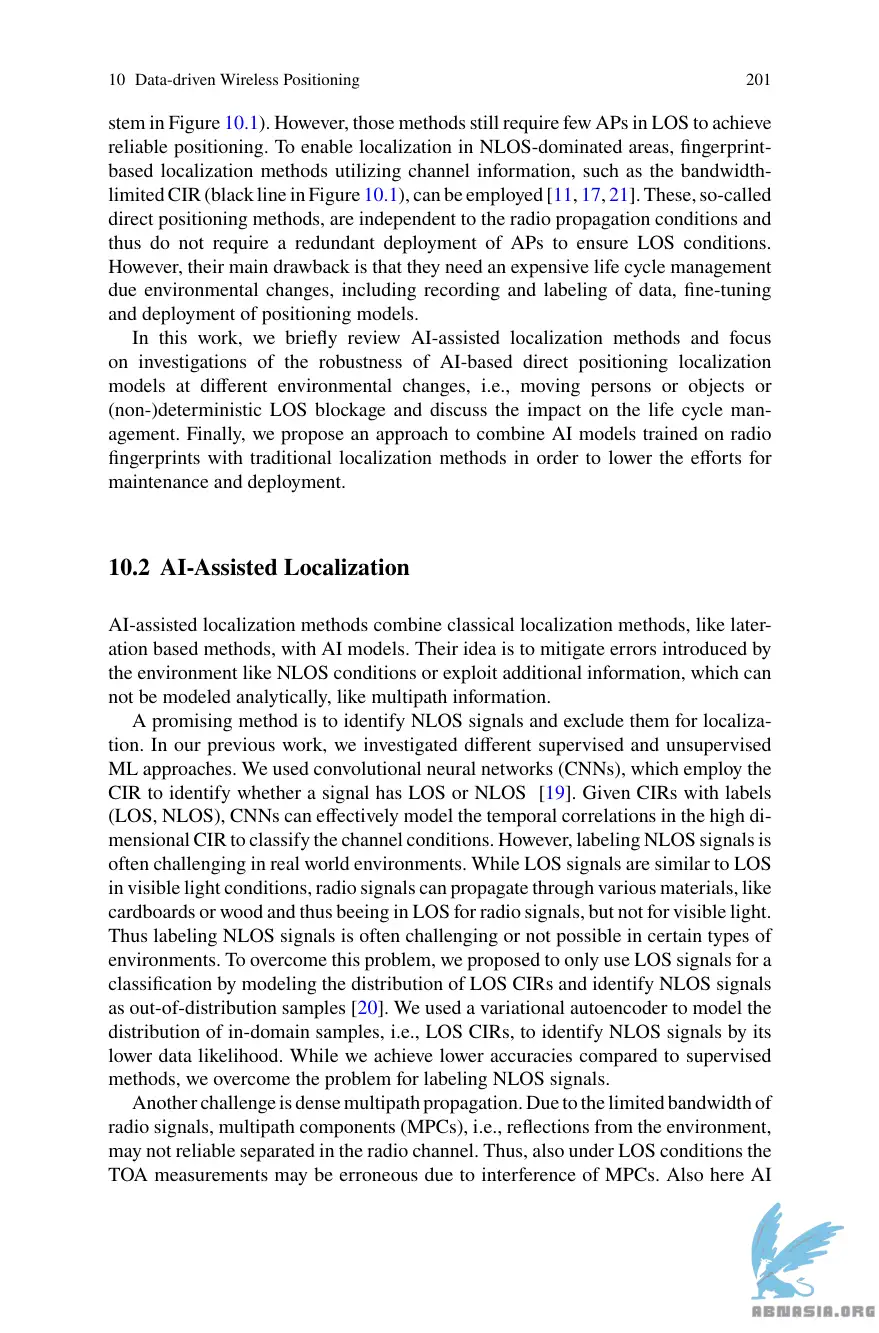 10 Data-driven Wireless Positioning 201
stem in Figure 10.1). However, those methods still require few APs in LOS to achieve
reliable positioning. To enable localization in NLOS-dominated areas, fingerprint-
based localization methods utilizing channel information, such as the bandwidth-
limited CIR (black line in Figure 10.1), can be employed [11, 17, 21]. These, so-called
direct positioning methods, are independent to the radio propagation conditions and
thus do not require a redundant deployment of APs to ensure LOS conditions.
However, their main drawback is that they need an expensive life cycle management
due environmental changes, including recording and labeling of data, fine-tuning
and deployment of positioning models.
In this work, we briefly review AI-assisted localization methods and focus
on investigations of the robustness of AI-based direct positioning localization
models at different environmental changes, i.e., moving persons or objects or
(non-)deterministic LOS blockage and discuss the impact on the life cycle man-
agement. Finally, we propose an approach to combine AI models trained on radio
fingerprints with traditional localization methods in order to lower the efforts for
maintenance and deployment.
10.2 AI-Assisted Localization
AI-assisted localization methods combine classical localization methods, like later-
ation based methods, with AI models. Their idea is to mitigate errors introduced by
the environment like NLOS conditions or exploit additional information, which can
not be modeled analytically, like multipath information.
A promising method is to identify NLOS signals and exclude them for localiza-
tion. In our previous work, we investigated different supervised and unsupervised
ML approaches. We used convolutional neural networks (CNNs), which employ the
CIR to identify whether a signal has LOS or NLOS [19]. Given CIRs with labels
(LOS, NLOS), CNNs can effectively model the temporal correlations in the high di-
mensional CIR to classify the channel conditions. However, labeling NLOS signals is
often challenging in real world environments. While LOS signals are similar to LOS
in visible light conditions, radio signals can propagate through various materials, like
cardboards or wood and thus beeing in LOS for radio signals, but not for visible light.
Thus labeling NLOS signals is often challenging or not possible in certain types of
environments. To overcome this problem, we proposed to only use LOS signals for a
classification by modeling the distribution of LOS CIRs and identify NLOS signals
as out-of-distribution samples [20]. We used a variational autoencoder to model the
distribution of in-domain samples, i.e., LOS CIRs, to identify NLOS signals by its
lower data likelihood. While we achieve lower accuracies compared to supervised
methods, we overcome the problem for labeling NLOS signals.
Another challenge is dense multipath propagation. Due to the limited bandwidth of
radio signals, multipath components (MPCs), i.e., reflections from the environment,
may not reliable separated in the radio channel. Thus, also under LOS conditions the
TOA measurements may be erroneous due to interference of MPCs. Also here AI
ABNASIA.ORG